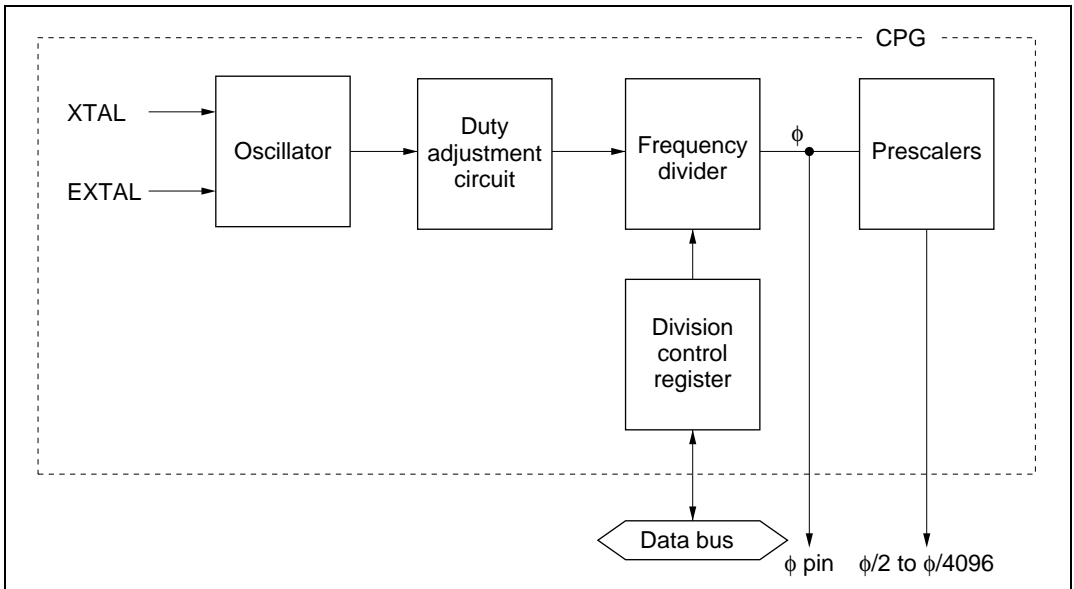 CPG
XTAL
EXTAL
Oscillator
Duty
adjustment
circuit
Frequency
divider
ϕ
Prescalers
Division
control
register
Data bus
ϕ pin
ϕ/2 to ϕ/4096